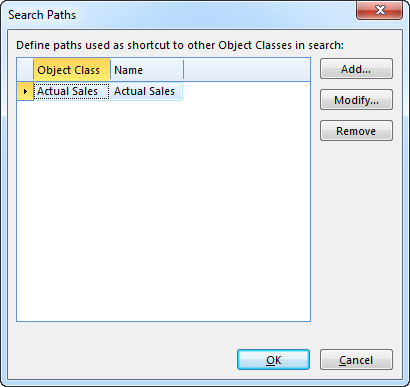 Search Paths
Define paths used as shortcut to other Object Classes in search:
Object Class Name
Actual Sales Actual Sales
Add...
Modify...
Remove
OK Cancel